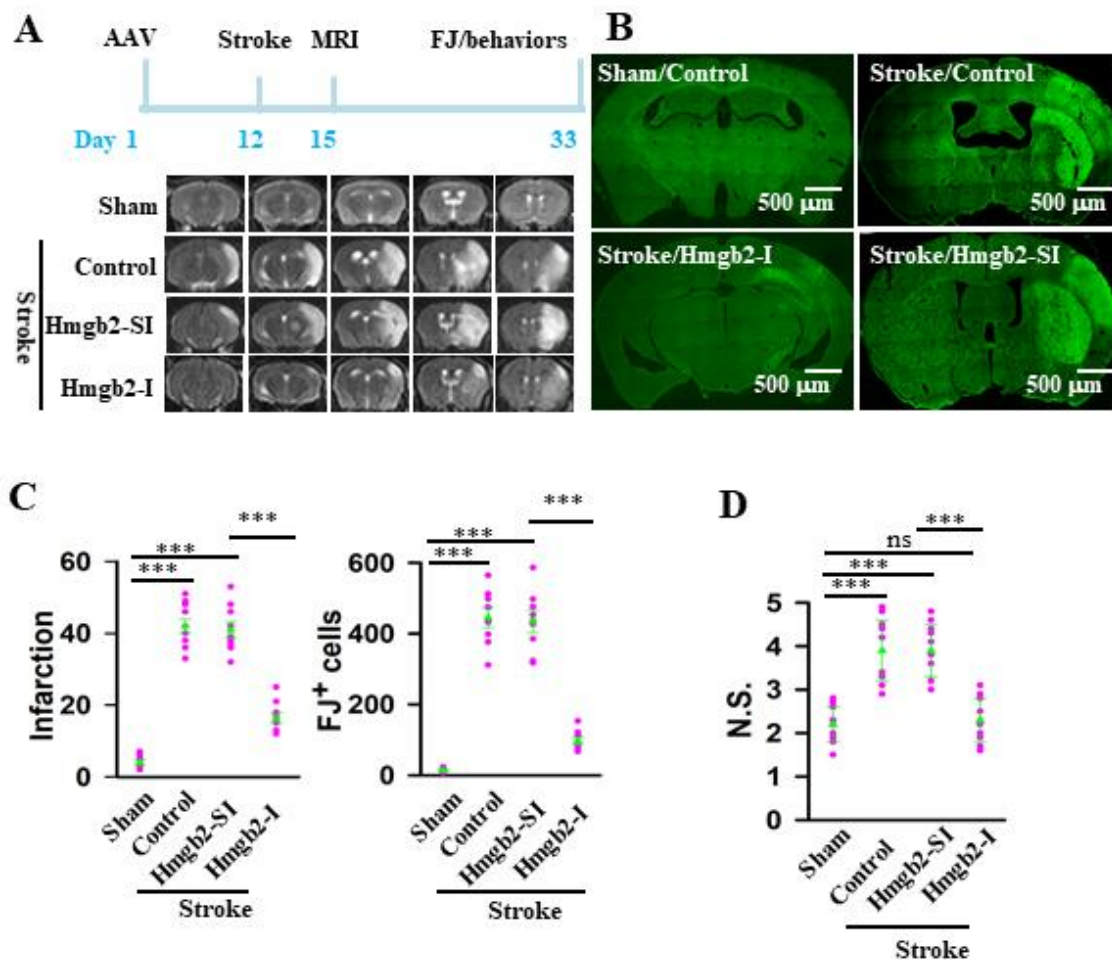 A
AAV Stroke MRI FJ/behaviors
Day 1 12 15 33
Sham
Control
Hmgb2-SI
Hmgb2-I
Stroke
B
Sham/Control
500 μm
Stroke/Control
500 μm
Stroke/Hmgb2-I
500 μm
Stroke/Hmgb2-SI
500 μm
C
***
***
***
60
40
20
0
Infarction
Sham
Control
Hmgb2-SI
Hmgb2-I
Stroke
***
***
***
600
400
200
0
FJ+ cells
Sham
Control
Hmgb2-SI
Hmgb2-I
Stroke
D
***
ns
***
***
5
4
3
2
1
0
N.S.
Sham
Control
Hmgb2-SI
Hmgb2-I
Stroke